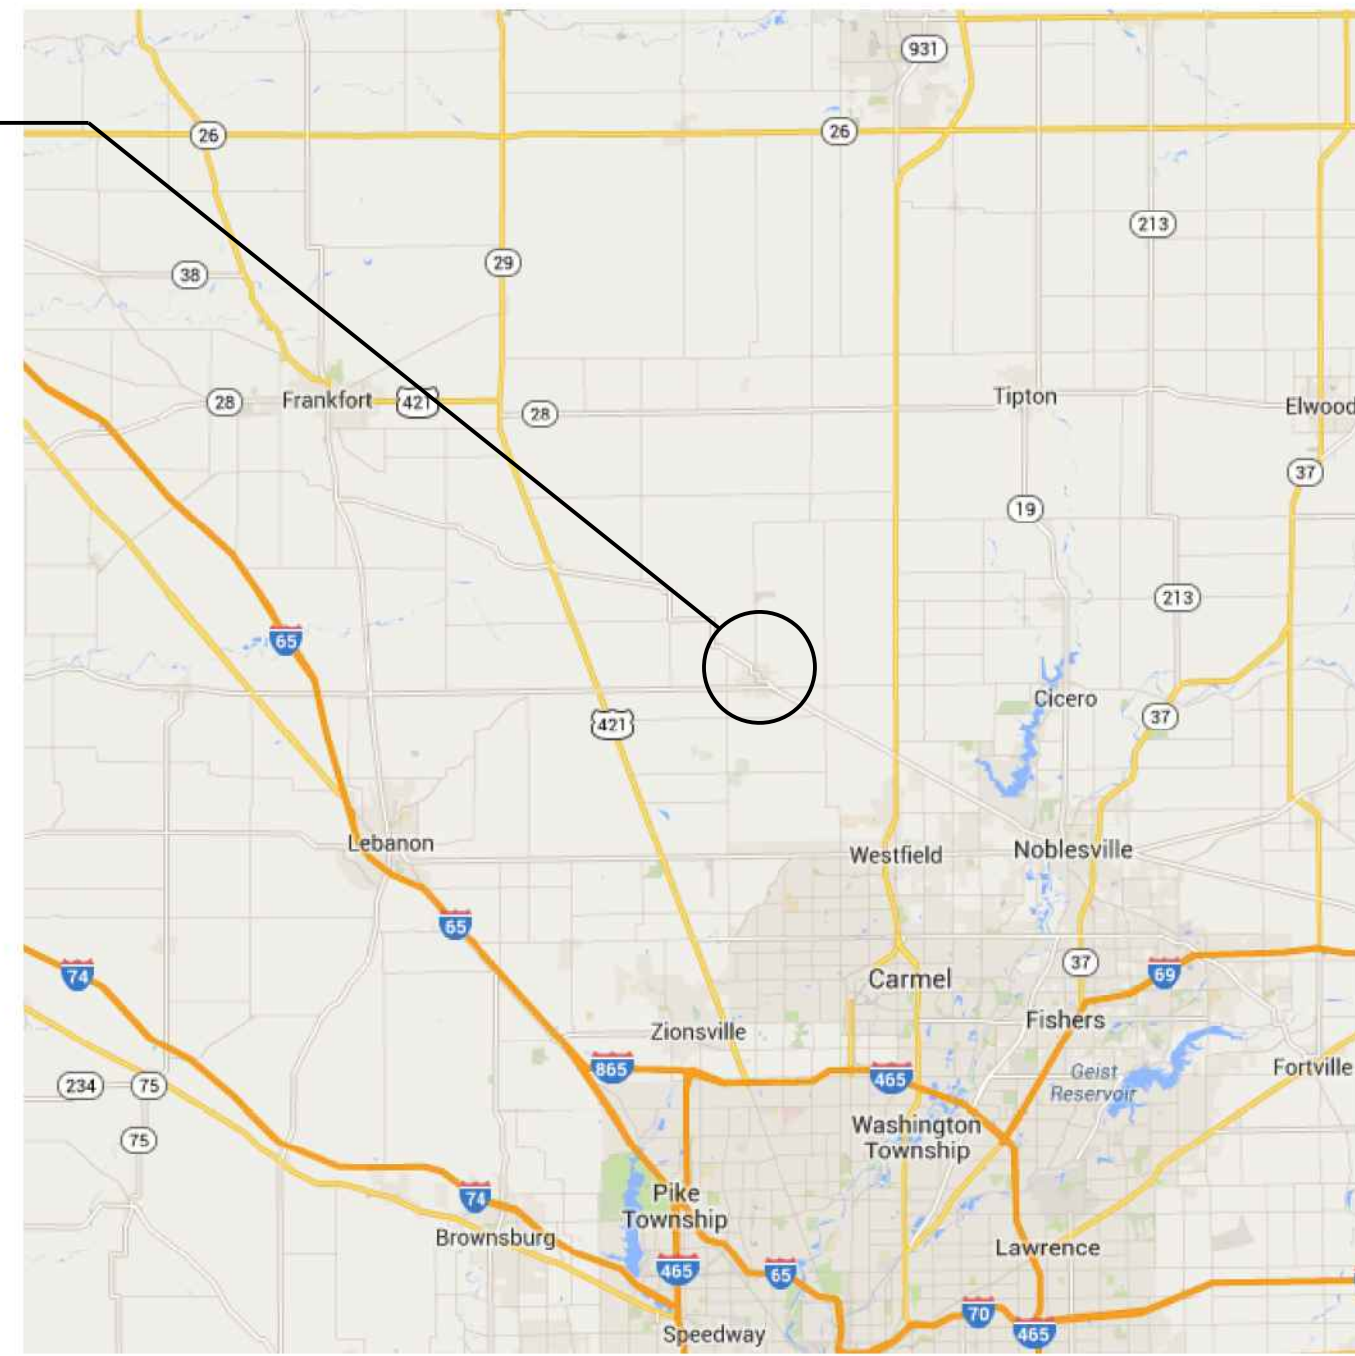 931
26
26
213
38
29
28
Frankfort
421
28
Tipton
Elwood
37
19
213
65
Cicero
37
421
Lebanon
Westfield
Noblesville
65
74
Carmel
37
69
Zionsville
Fishers
865
465
Geist
Reservoir
Fortville
234
75
75
Washington
Township
74
Pike
Township
Brownsburg
Lawrence
465
65
70
465
Speedway